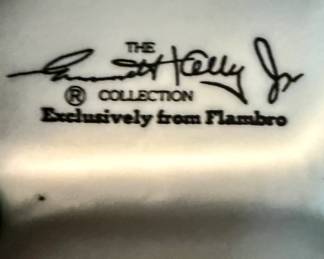 THE
Emmett Kelly Jr
® COLLECTION
Exclusively from Flambro